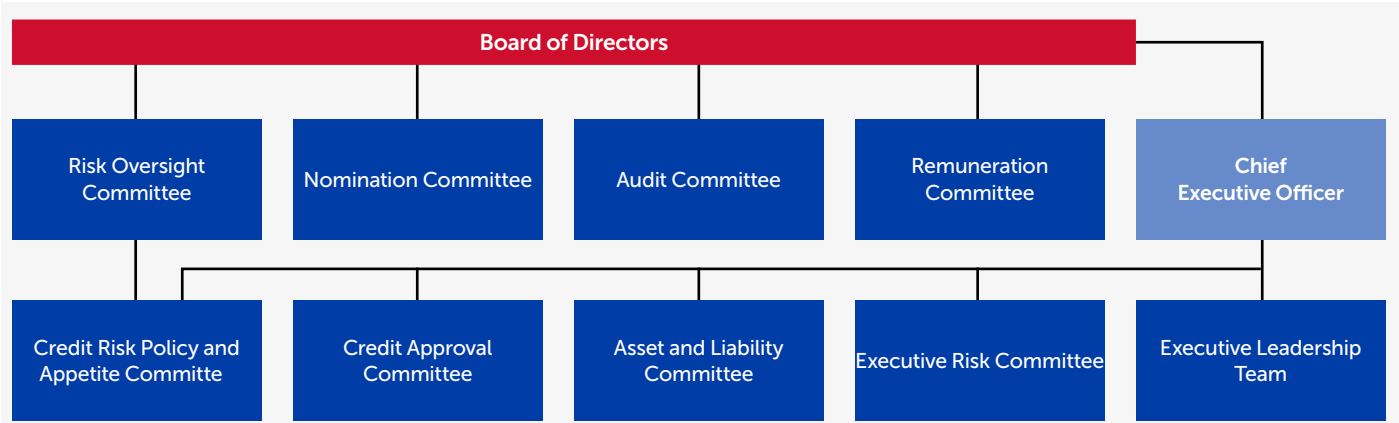 Board of Directors
Risk Oversight
Committee
Nomination Committee
Audit Committee
Remuneration
Committee
Chief
Executive Officer
Credit Risk Policy and
Appetite Committe
Credit Approval
Committee
Asset and Liability
Committee
Executive Risk Committee
Executive Leadership
Team